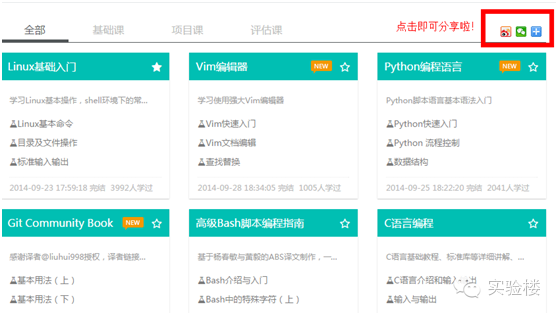 全部 基础课 项目课 评估课 点击即可分享啦!
Linux基础入门
学习Linux基本操作，shell环境下的常...
Linux基本命令
目录及文件操作
标准输入输出
2014-09-23 17:59:18 完结 3992人学过
Vim编辑器 NEW
学习使用强大Vim编辑器
Vim快速入门
Vim文档编辑
查找替换
2014-09-28 18:34:05 完结 1005人学过
Python编程语言 NEW
Python脚本语言基本语法入门
Python快速入门
Python 流程控制
数据结构
2014-09-25 18:22:20 完结 2041人学过
Git Community Book NEW
感谢译者@liuhui998授权，译者链接...
基本用法（上）
基本用法（下）
高级Bash脚本编程指南
基于杨春敏与黄毅的ABS译文制作，一...
Bash介绍与入门
Bash中的特殊字符（上）
C语言编程
C语言基础教程、标准库等详细讲解、...
C语言介绍和输入输出
输入与输出
实验楼